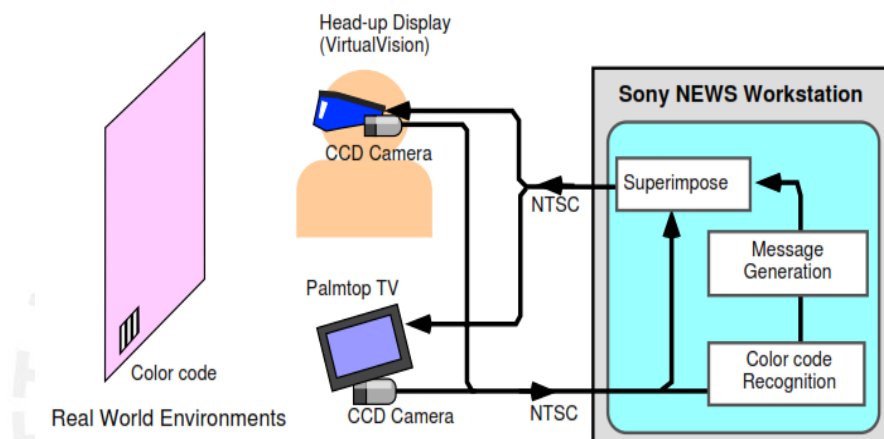 Head-up Display
(VirtualVision)
CCD Camera
Palmtop TV
CCD Camera
Color code
Real World Environments
NTSC
NTSC
Sony NEWS Workstation
Superimpose
Message
Generation
Color code
Recognition